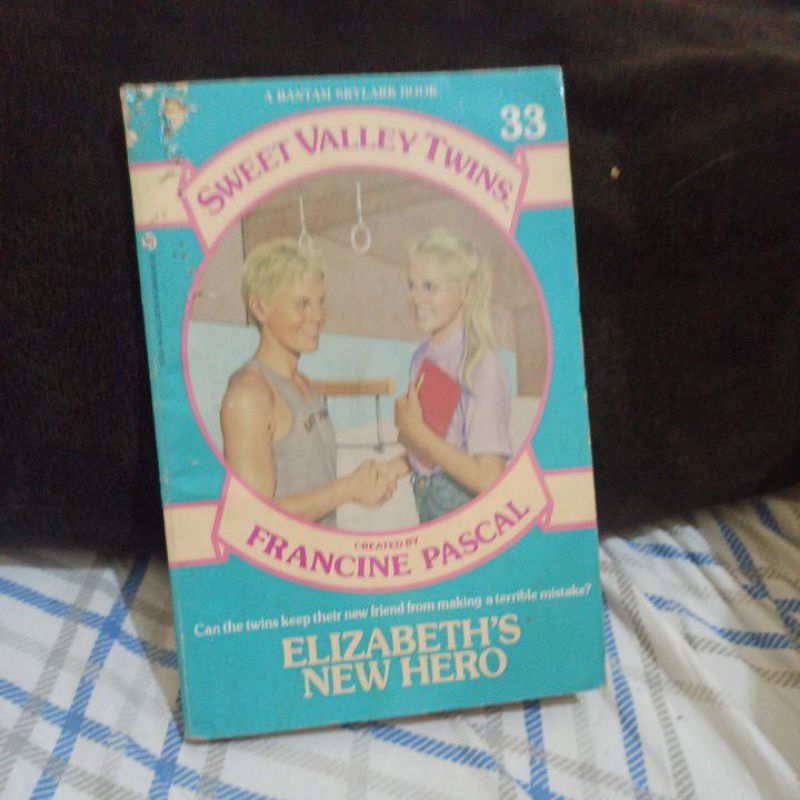 A BANTAM SKYLARK BOOK
33
SWEET VALLEY TWINS™
CREATED BY
FRANCINE PASCAL
Can the twins keep their new friend from making a terrible mistake?
ELIZABETH'S
NEW HERO